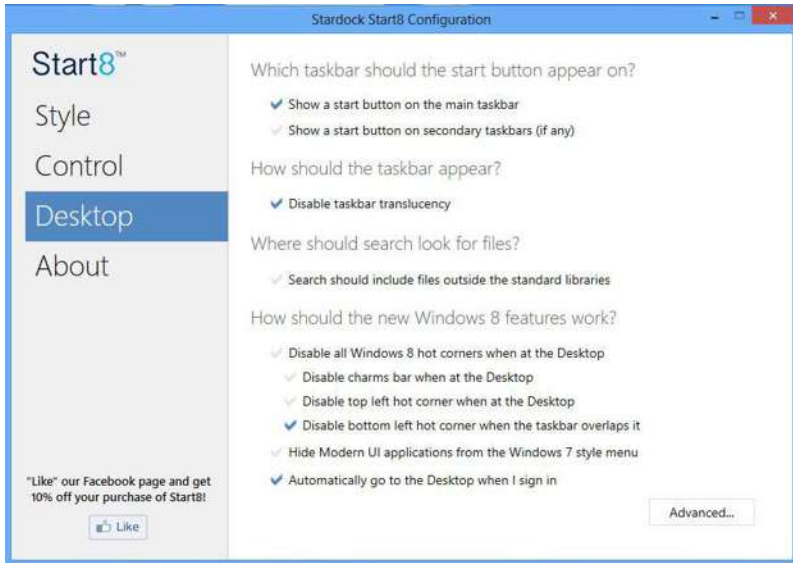 Stardock Start8 Configuration
Start8™
Style
Control
Desktop
About
"Like" our Facebook page and get
10% off your purchase of Start8!
Like
Which taskbar should the start button appear on?
Show a start button on the main taskbar
Show a start button on secondary taskbars (if any)
How should the taskbar appear?
Disable taskbar translucency
Where should search look for files?
Search should include files outside the standard libraries
How should the new Windows 8 features work?
Disable all Windows 8 hot corners when at the Desktop
Disable charms bar when at the Desktop
Disable top left hot corner when at the Desktop
Disable bottom left hot corner when the taskbar overlaps it
Hide Modern UI applications from the Windows 7 style menu
Automatically go to the Desktop when I sign in
Advanced...